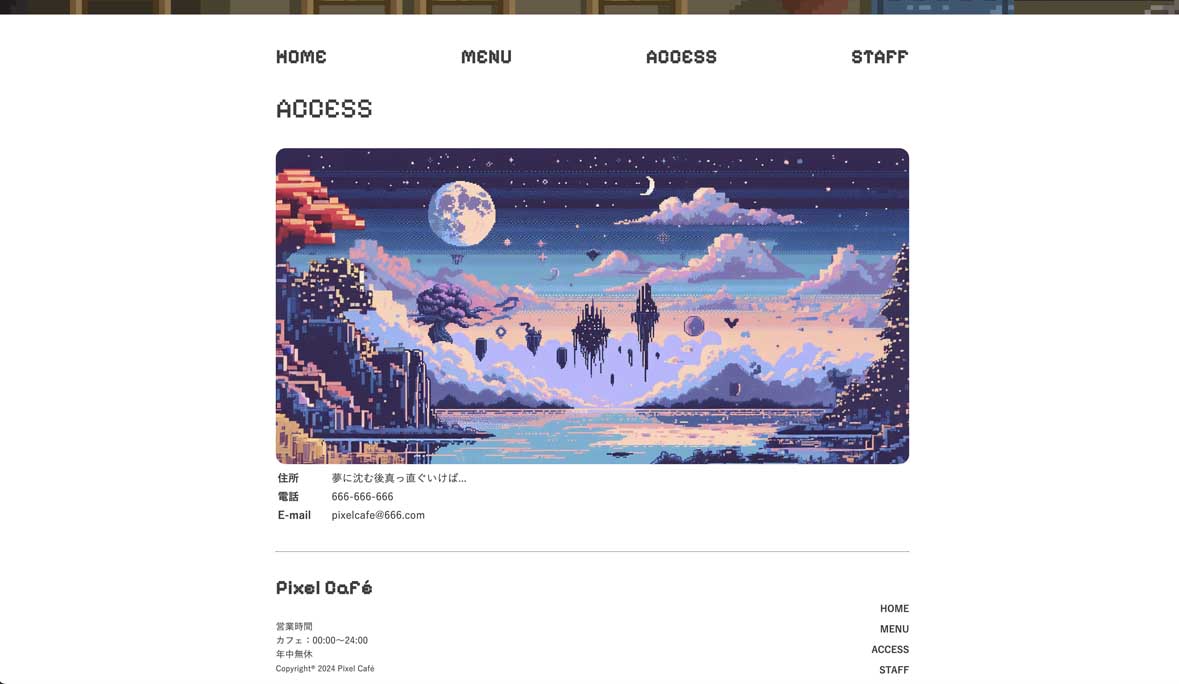 HOME MENU ACCESS STAFF
ACCESS
住所 夢に沈む後真っ直ぐいけば...
電話 666-666-666
E-mail pixelcafe@666.com
Pixel Café
営業時間
カフェ：00:00〜24:00
年中無休
Copyright® 2024 Pixel Café
HOME
MENU
ACCESS
STAFF